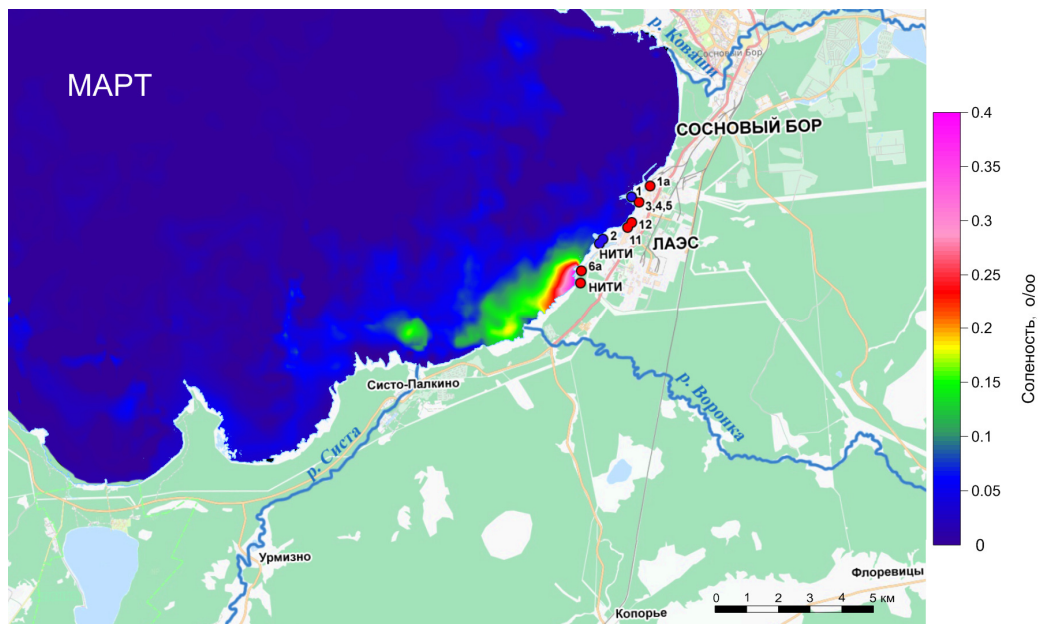 МАРТ
р. Коваши
Сосновый Бор
СОСНОВЫЙ БОР
1а
1
3,4,5
12
11
2
НИТИ
ЛАЭС
6а
НИТИ
Систо-Палкино
р. Систа
р. Воронка
Урмизно
Копорье
Флоревицы
0 1 2 3 4 5 км
0.4
0.35
0.3
0.25
0.2
0.15
0.1
0.05
0
Соленость, о/оо